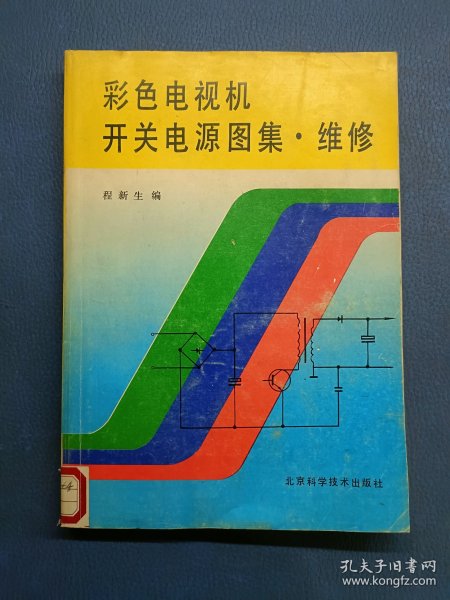 彩色电视机
开关电源图集·维修
程新生 编
北京科学技术出版社
孔夫子旧书网
www.kongfz.com